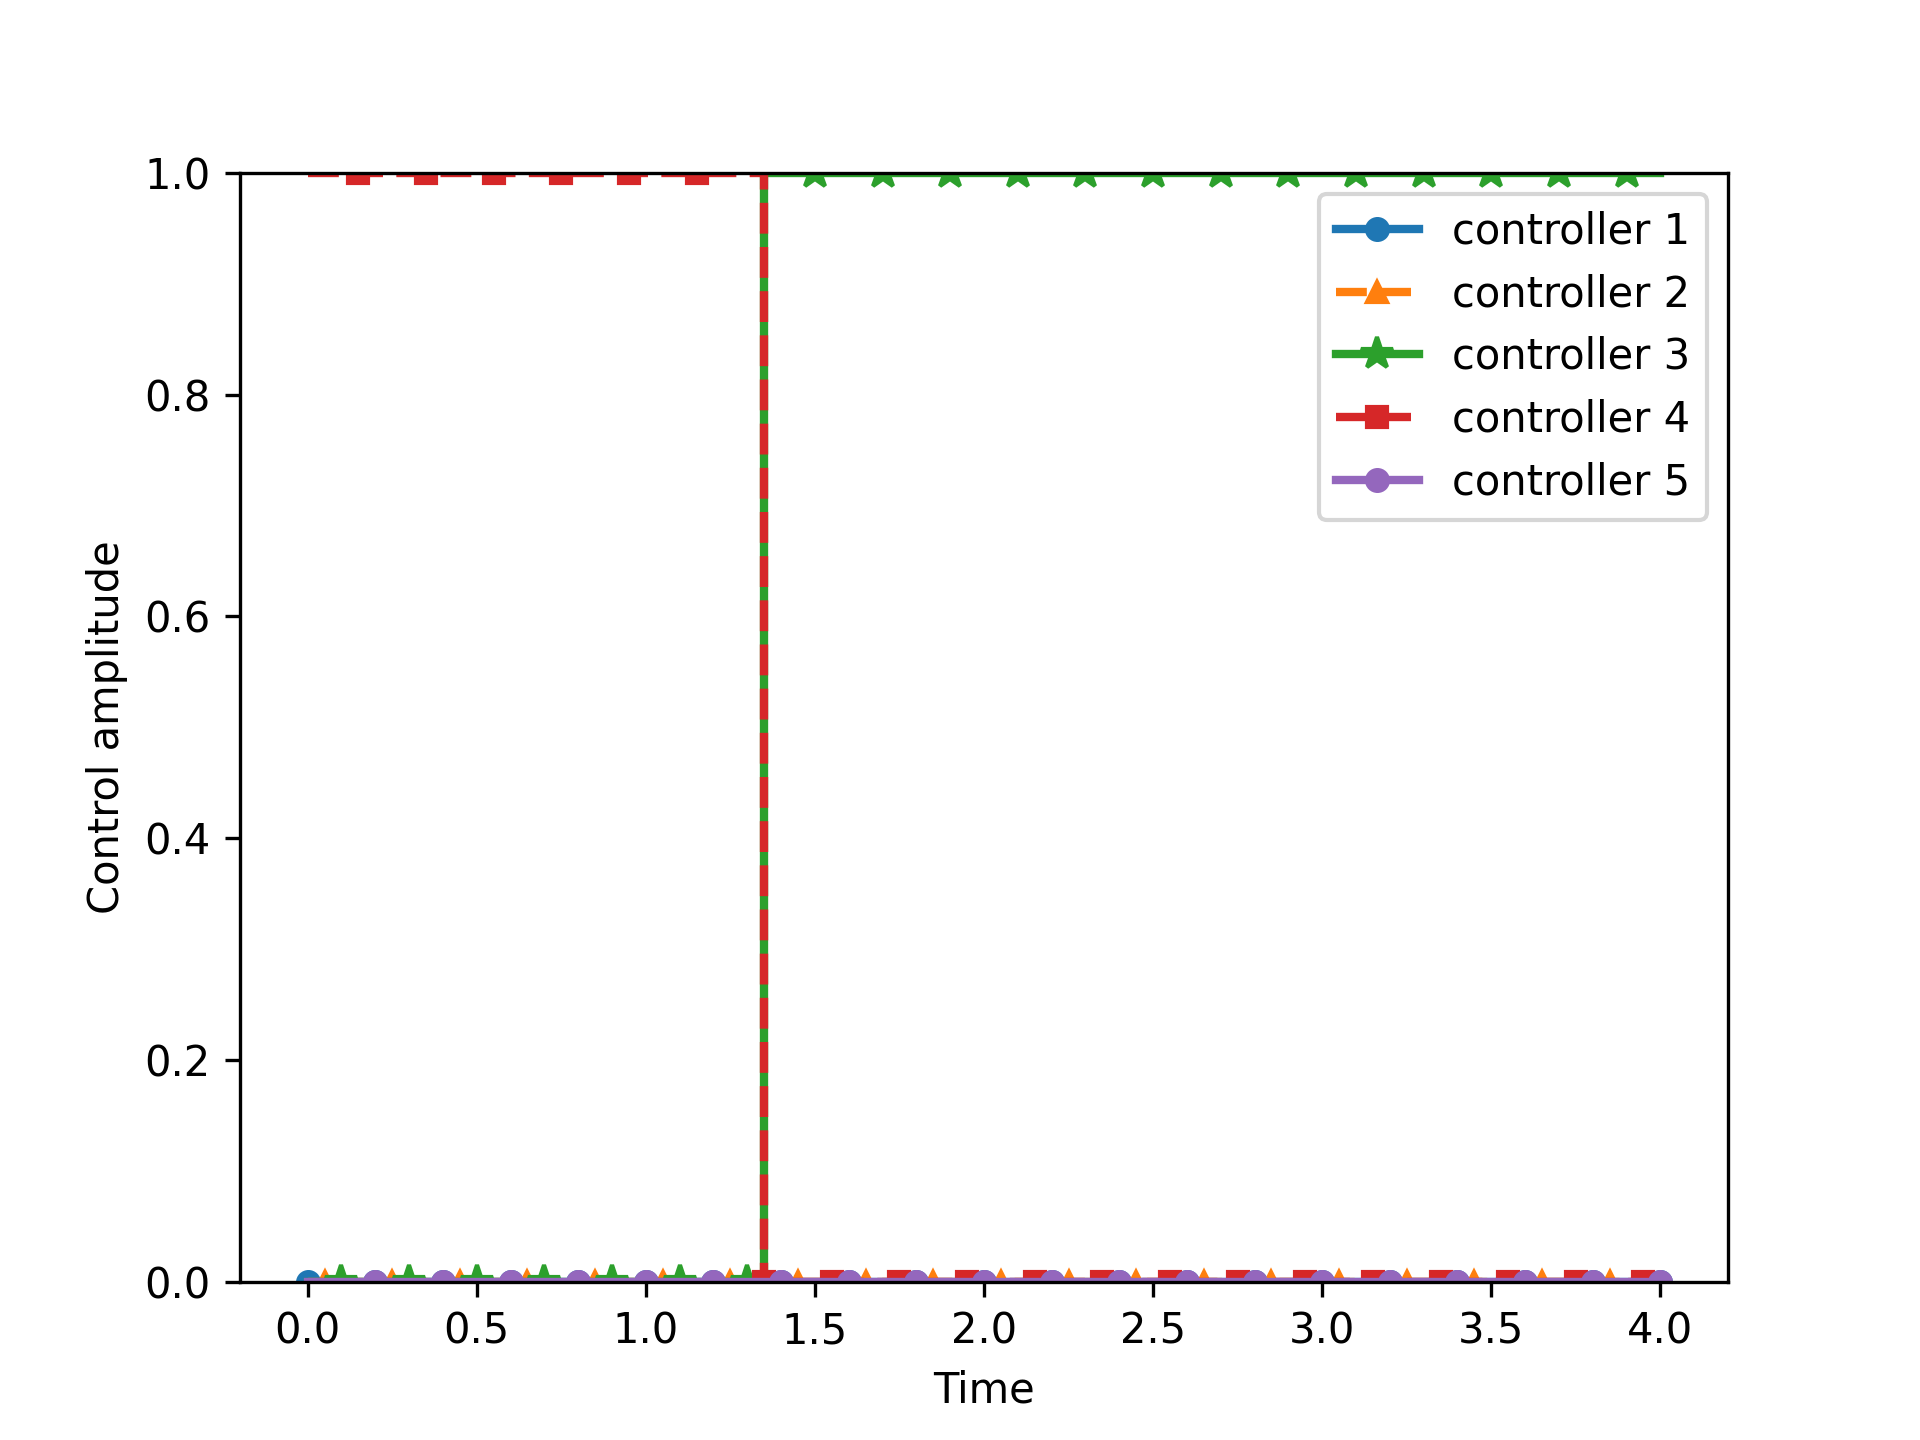 1.0
0.8
0.6
0.4
0.2
0.0
Control amplitude
controller 1
controller 2
controller 3
controller 4
controller 5
0.0 0.5 1.0 1.5 2.0 2.5 3.0 3.5 4.0
Time